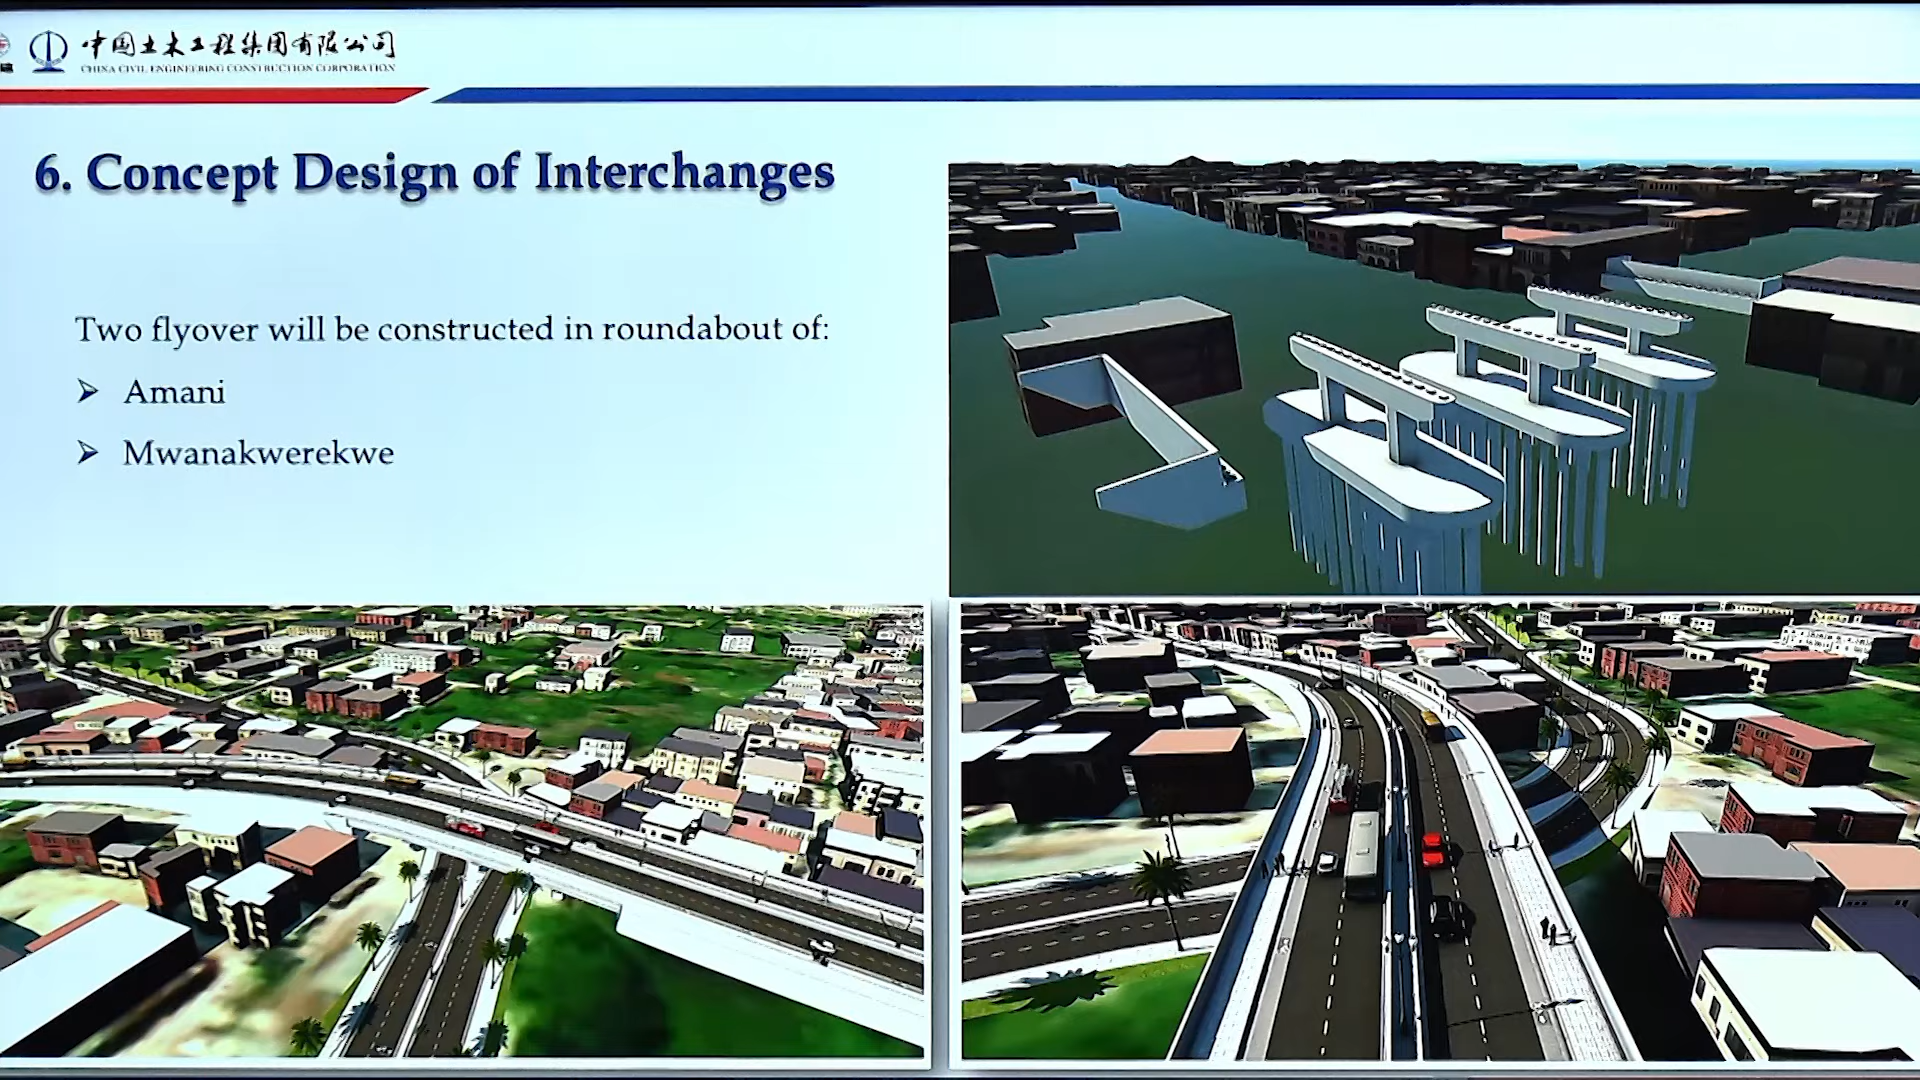 中国土木工程集团有限公司
CHINA CIVIL ENGINEERING CONSTRUCTION CORPORATION
6. Concept Design of Interchanges
Two flyover will be constructed in roundabout of:
➢ Amani
➢ Mwanakwerekwe